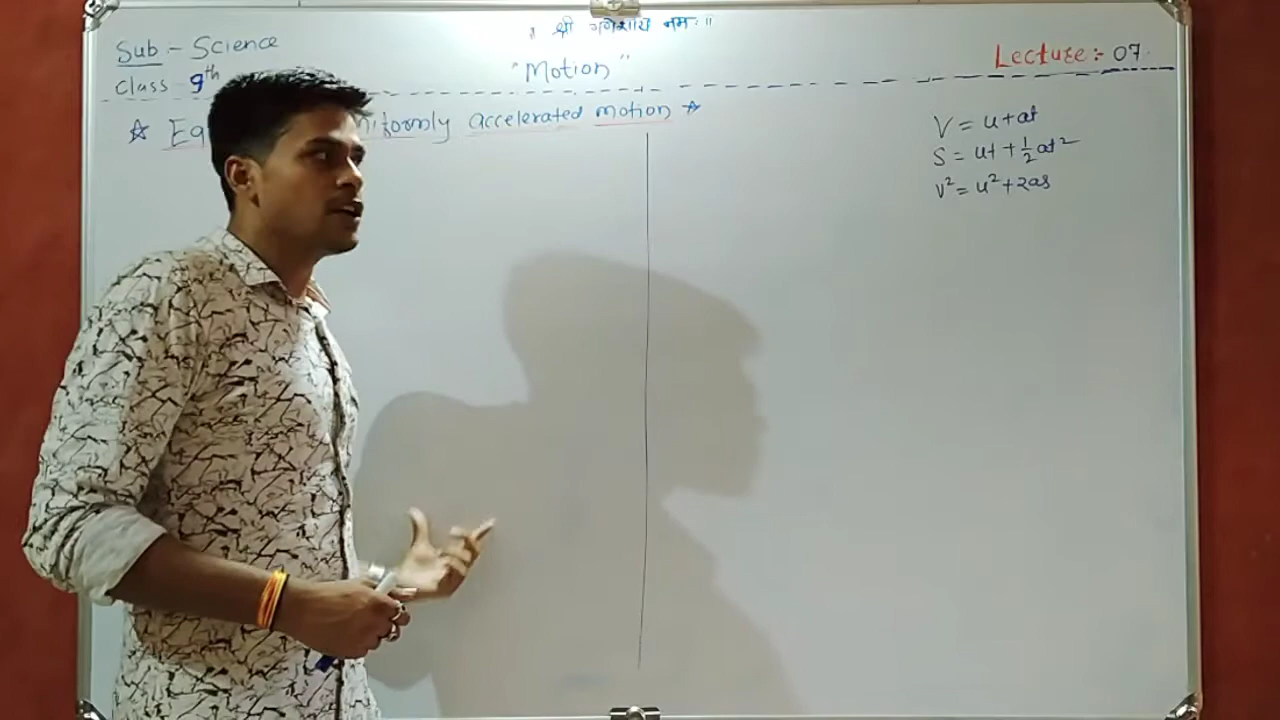 ॥ श्री गणेशाय नमः ॥
Sub :- Science
Class 9th
"Motion"
Lecture :- 07
☆ Eq niformly accelerated motion ☆
V = u+at
S = ut + 1/2 at²
V² = u² + 2as